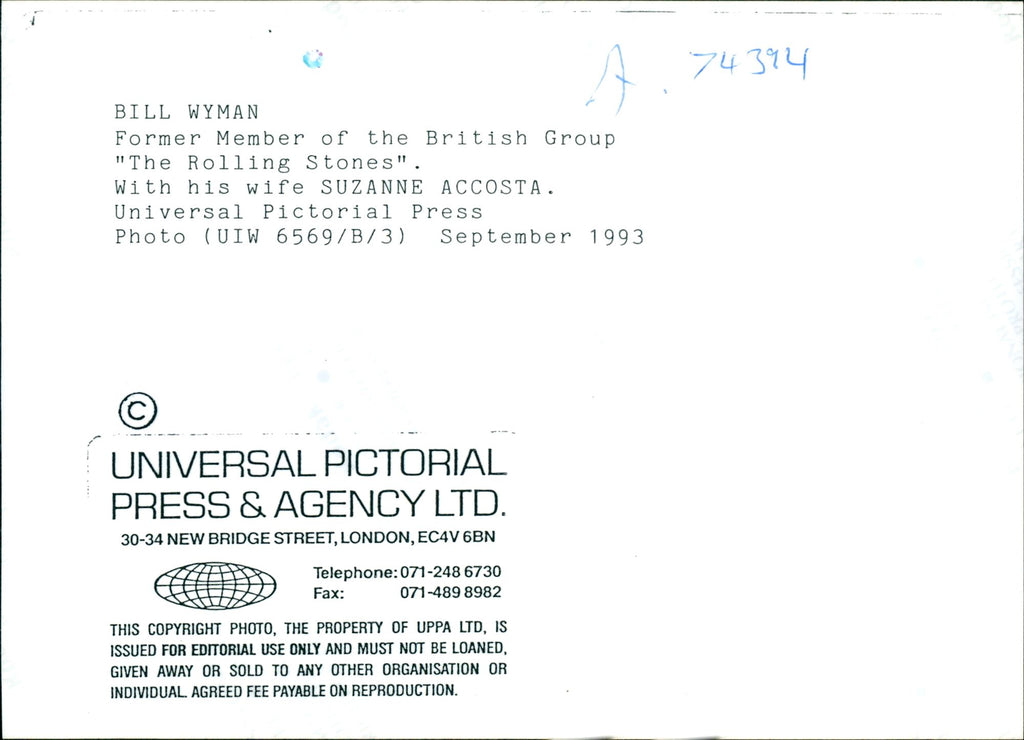 A. 74394
BILL WYMAN
Former Member of the British Group
"The Rolling Stones".
With his wife SUZANNE ACCOSTA.
Universal Pictorial Press
Photo (UIW 6569/B/3) September 1993
©
UNIVERSAL PICTORIAL
PRESS & AGENCY LTD.
30-34 NEW BRIDGE STREET, LONDON, EC4V 6BN
Telephone: 071-248 6730
Fax: 071-489 8982
THIS COPYRIGHT PHOTO, THE PROPERTY OF UPPA LTD, IS
ISSUED FOR EDITORIAL USE ONLY AND MUST NOT BE LOANED,
GIVEN AWAY OR SOLD TO ANY OTHER ORGANISATION OR
INDIVIDUAL. AGREED FEE PAYABLE ON REPRODUCTION.